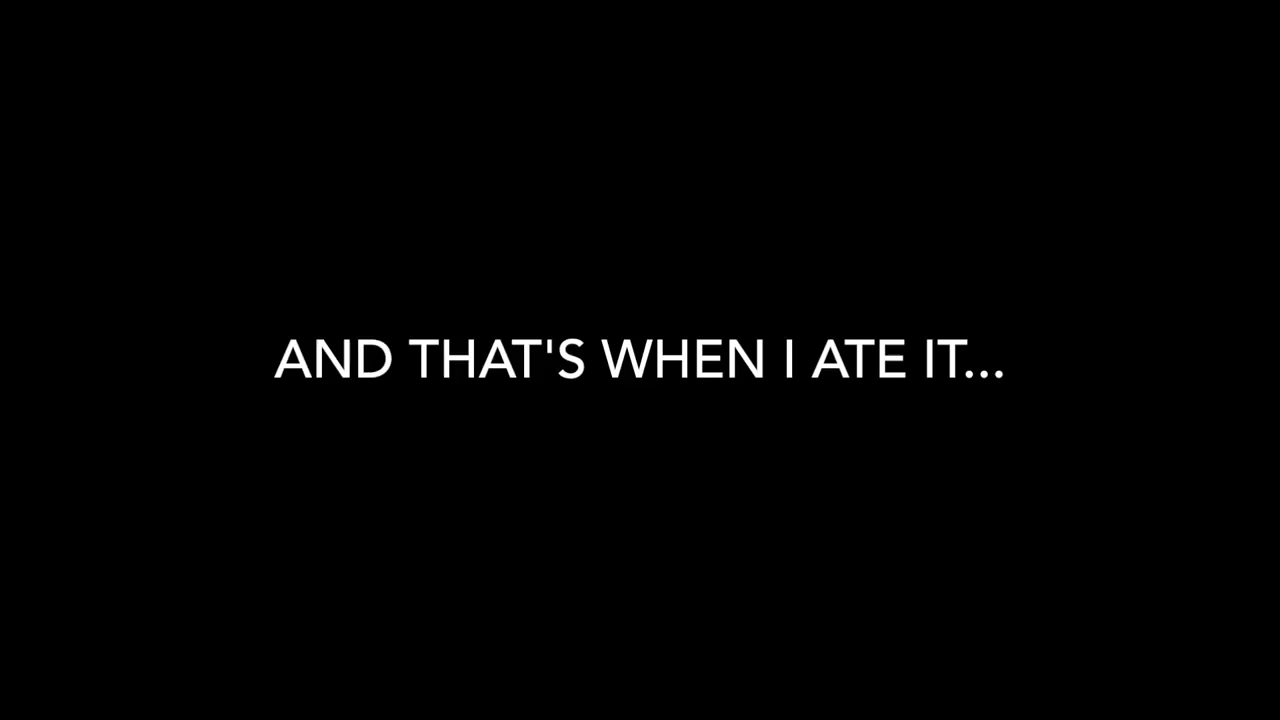 AND THAT'S WHEN I ATE IT...